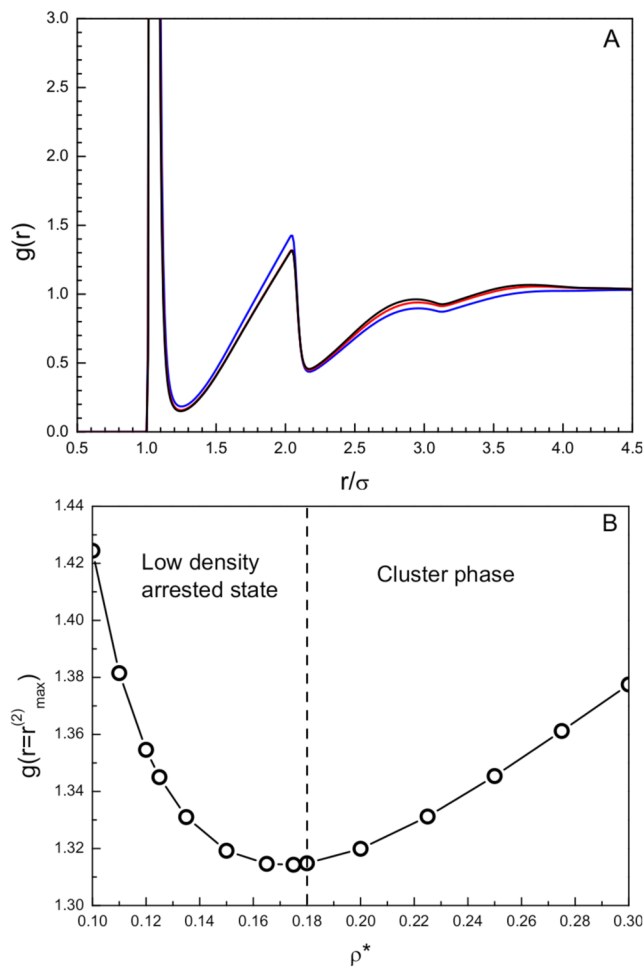 A
3.0
2.5
2.0
1.5
1.0
0.5
0.0
g(r)
0.5 1.0 1.5 2.0 2.5 3.0 3.5 4.0 4.5
r/σ
B
1.44
1.42
1.40
1.38
1.36
1.34
1.32
1.30
g(r=r⁽²⁾max)
Low density
arrested state
Cluster phase
0.10 0.12 0.14 0.16 0.18 0.20 0.22 0.24 0.26 0.28 0.30
ρ*